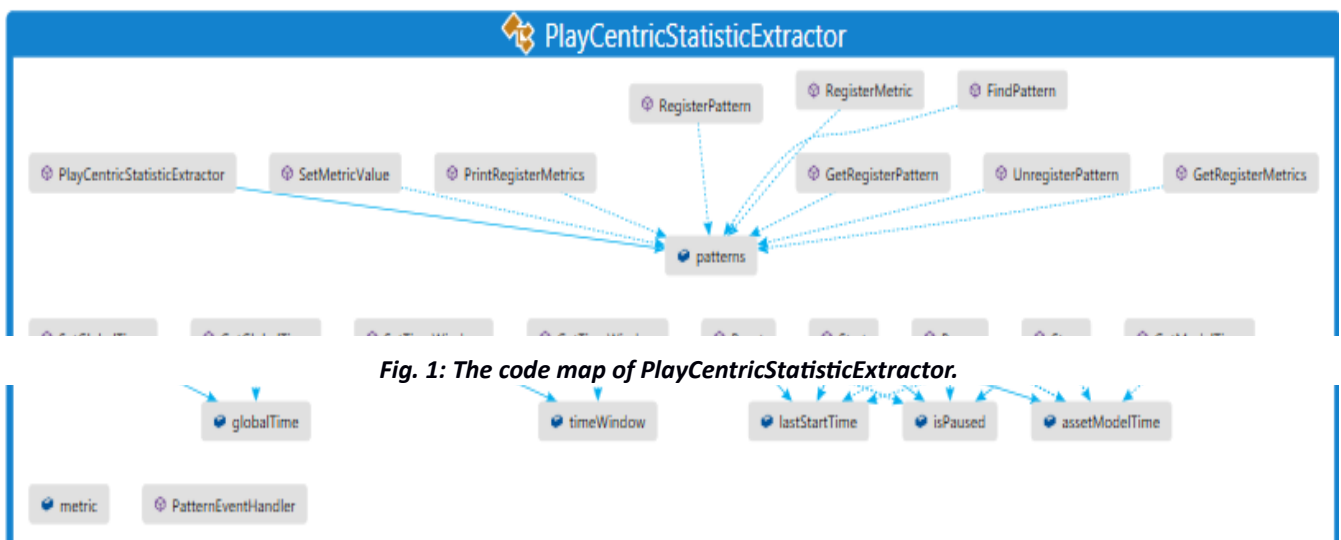 PlayCentricStatisticExtractor
RegisterPattern
RegisterMetric
FindPattern
PlayCentricStatisticExtractor
SetMetricValue
PrintRegisterMetrics
GetRegisterPattern
UnregisterPattern
GetRegisterMetrics
patterns
Fig. 1: The code map of PlayCentricStatisticExtractor.
globalTime
timeWindow
lastStartTime
isPaused
assetModelTime
metric
PatternEventHandler